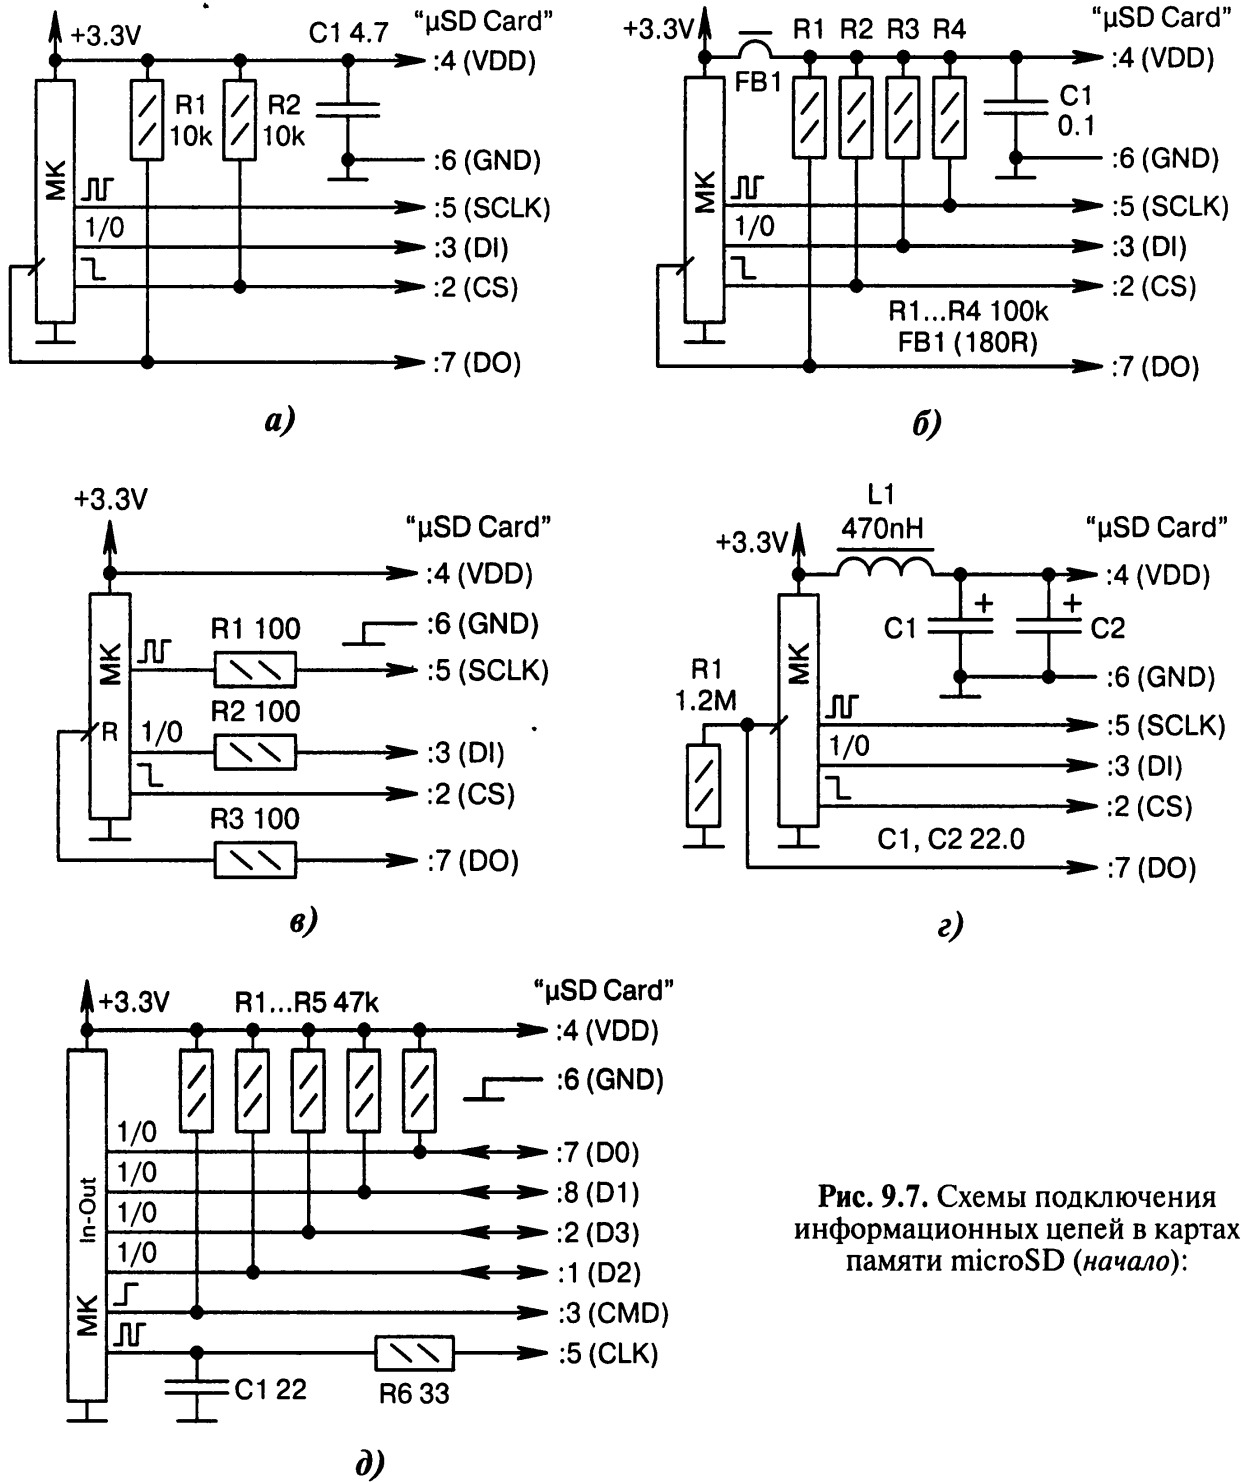 +3.3V
C1 4.7
“µSD Card”
:4 (VDD)
R1
10k
R2
10k
:6 (GND)
MK
:5 (SCLK)
1/0
:3 (DI)
:2 (CS)
:7 (DO)
а)
+3.3V
R1 R2 R3 R4
“µSD Card”
:4 (VDD)
FB1
C1
0.1
:6 (GND)
MK
:5 (SCLK)
1/0
:3 (DI)
:2 (CS)
R1...R4 100k
FB1 (180R)
:7 (DO)
б)
+3.3V
“µSD Card”
:4 (VDD)
R1 100
:6 (GND)
MK
:5 (SCLK)
R2 100
R
1/0
:3 (DI)
:2 (CS)
R3 100
:7 (DO)
в)
L1
470nH
+3.3V
“µSD Card”
:4 (VDD)
+
+
C1
C2
R1
1.2M
MK
:6 (GND)
:5 (SCLK)
1/0
:3 (DI)
:2 (CS)
C1, C2 22.0
:7 (DO)
г)
+3.3V
R1...R5 47k
“µSD Card”
:4 (VDD)
:6 (GND)
1/0
:7 (D0)
1/0
:8 (D1)
In-Out
1/0
:2 (D3)
1/0
:1 (D2)
MK
:3 (CMD)
:5 (CLK)
C1 22
R6 33
д)
Рис. 9.7. Схемы подключения
информационных цепей в картах
памяти microSD (начало):